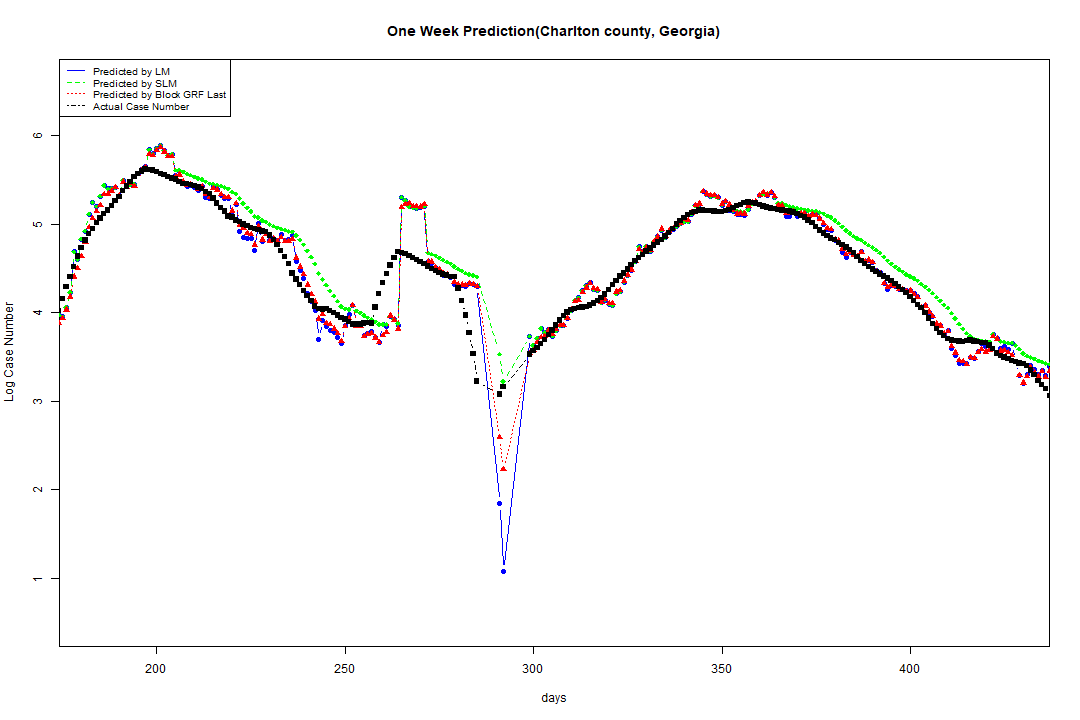 One Week Prediction(Charlton county, Georgia)
Predicted by LM
Predicted by SLM
Predicted by Block GRF Last
Actual Case Number
Log Case Number
6
5
4
3
2
1
200 250 300 350 400
days